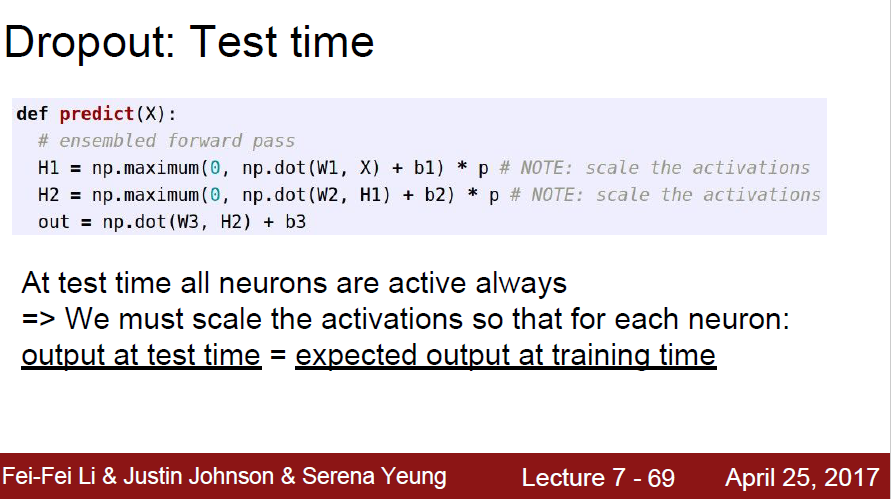 Dropout: Test time
def predict(X):
# ensembled forward pass
H1 = np.maximum(0, np.dot(W1, X) + b1) * p # NOTE: scale the activations
H2 = np.maximum(0, np.dot(W2, H1) + b2) * p # NOTE: scale the activations
out = np.dot(W3, H2) + b3
At test time all neurons are active always
=> We must scale the activations so that for each neuron:
output at test time = expected output at training time
Fei-Fei Li & Justin Johnson & Serena Yeung Lecture 7 - 69 April 25, 2017